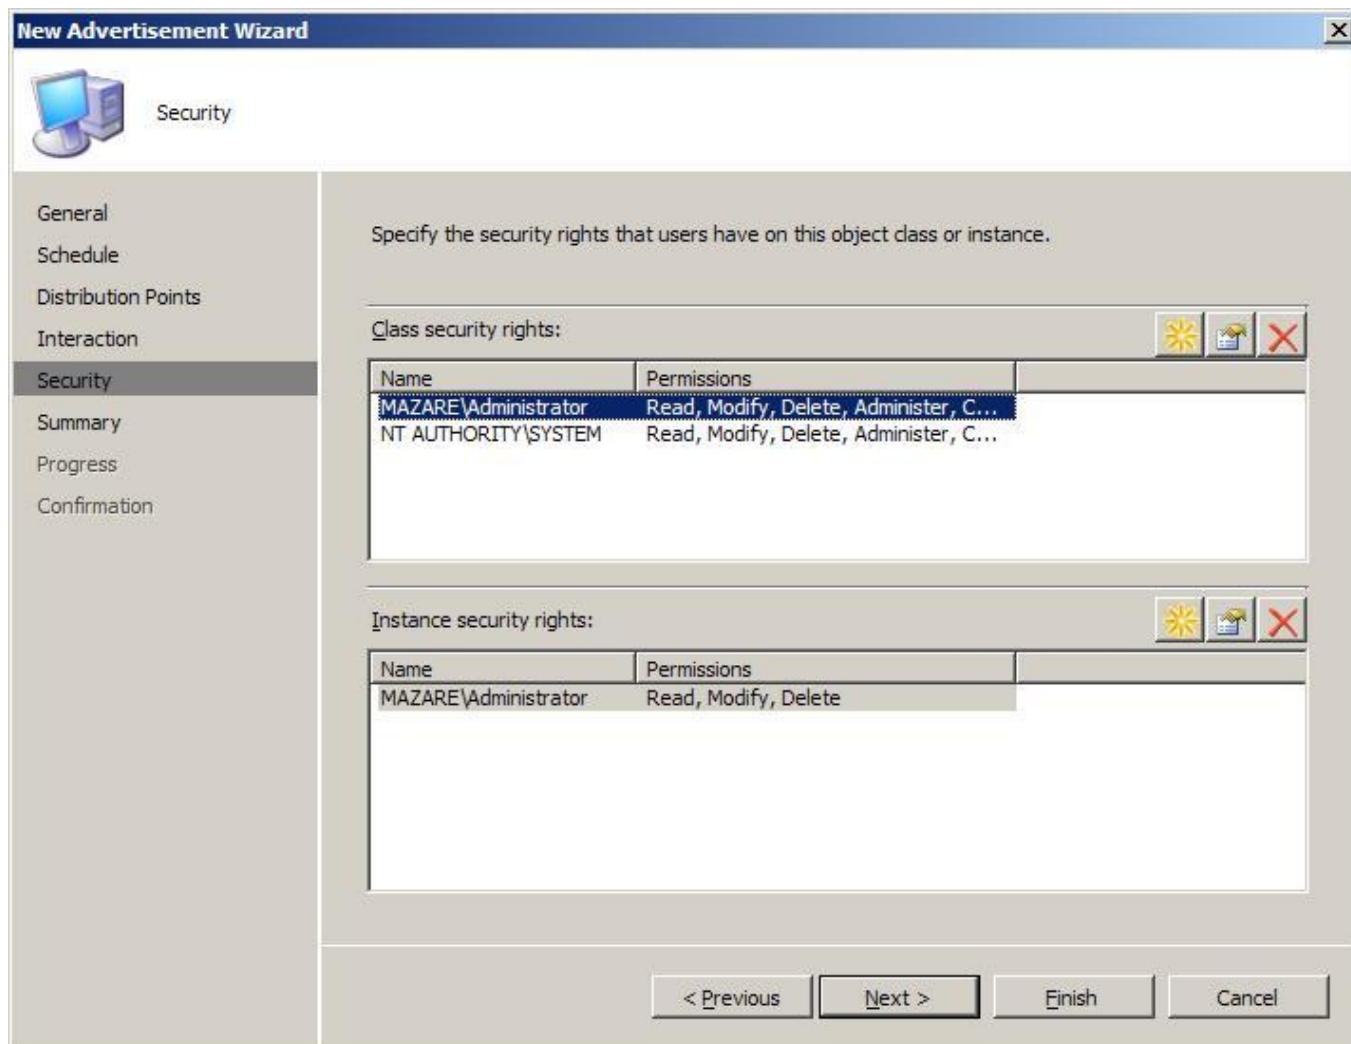 New Advertisement Wizard
Security
General
Schedule
Distribution Points
Interaction
Security
Summary
Progress
Confirmation
Specify the security rights that users have on this object class or instance.
Class security rights:
Name Permissions
MAZARE\Administrator Read, Modify, Delete, Administer, C...
NT AUTHORITY\SYSTEM Read, Modify, Delete, Administer, C...
Instance security rights:
Name Permissions
MAZARE\Administrator Read, Modify, Delete
< Previous Next > Finish Cancel